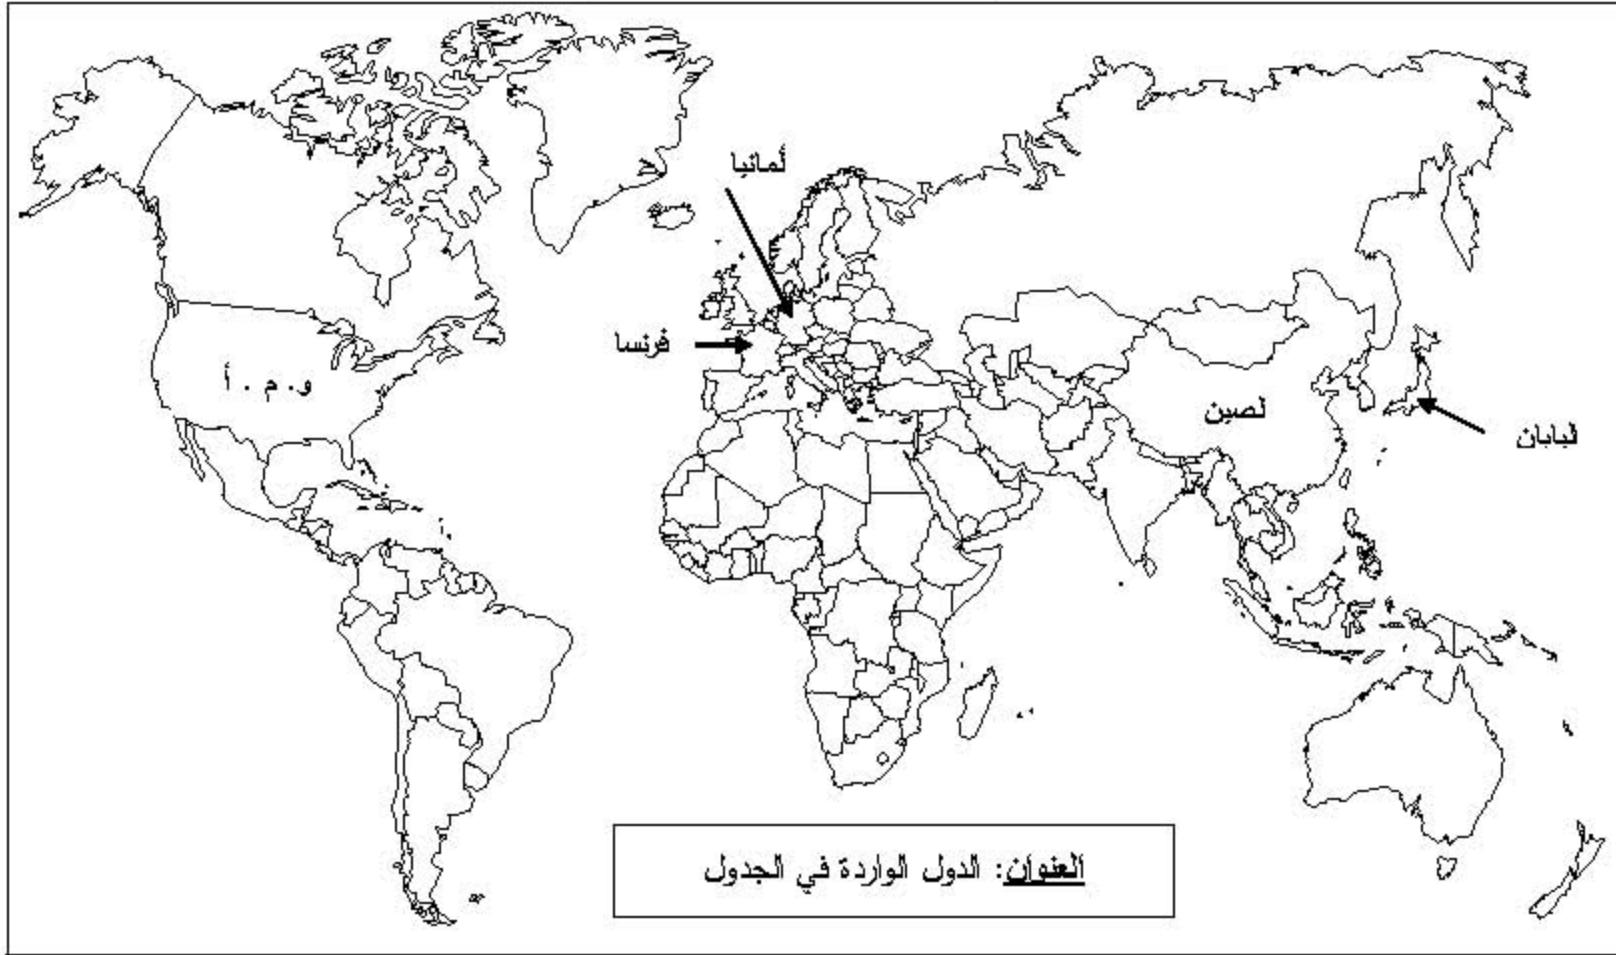 ألمانيا
فرنسا
و. م . أ
لصين
ليابان
العنوان: الدول الواردة في الجدول